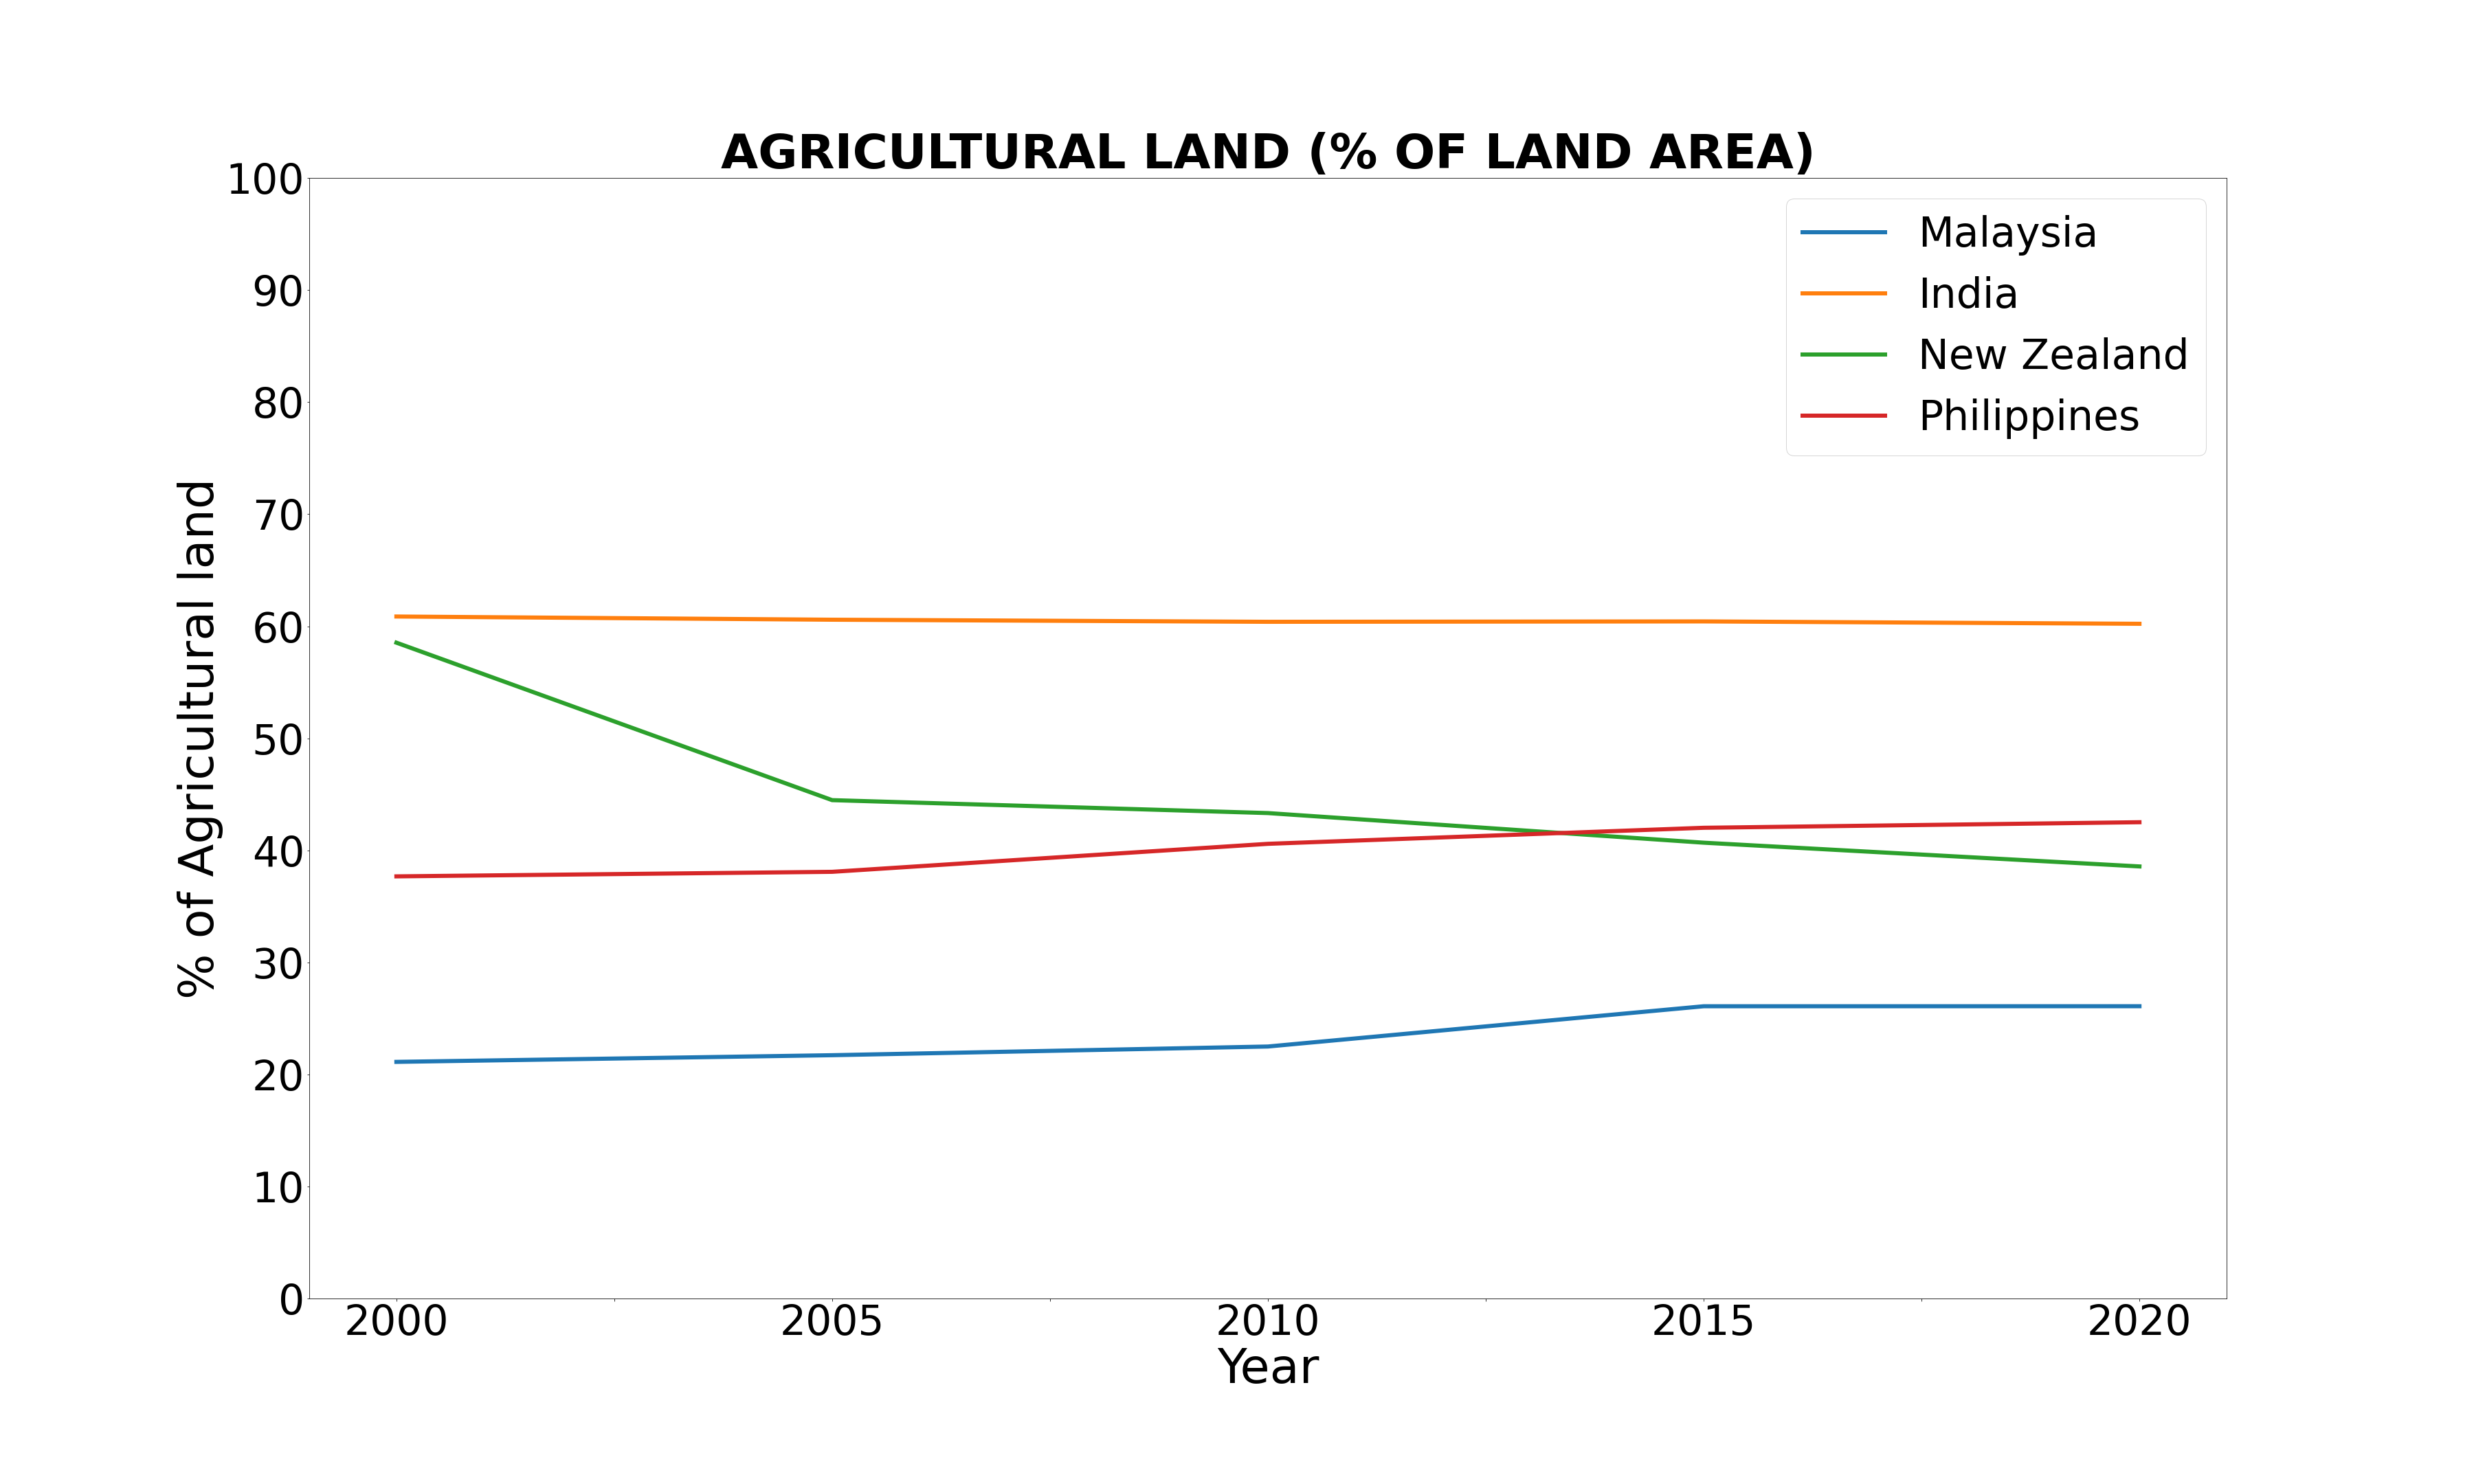 AGRICULTURAL LAND (% OF LAND AREA)
% of Agricultural land
100
90
80
70
60
50
40
30
20
10
0
Malaysia
India
New Zealand
Philippines
2000 2005 2010 2015 2020
Year